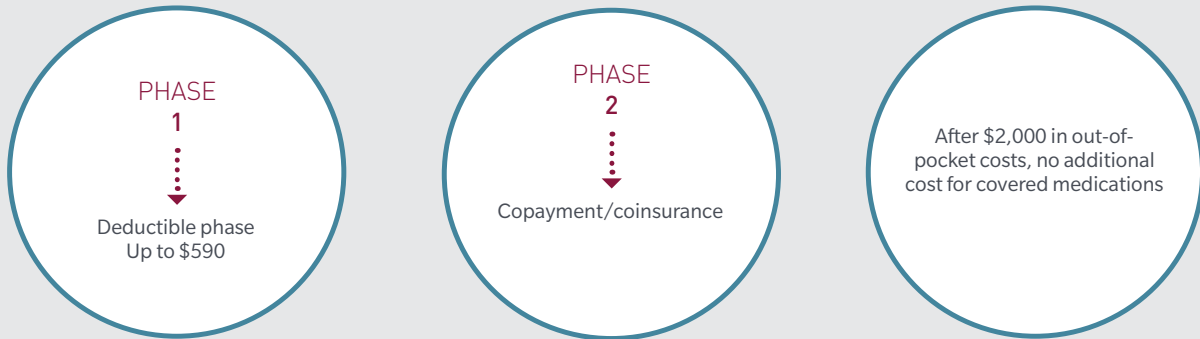 PHASE
1
Deductible phase
Up to $590
PHASE
2
Copayment/coinsurance
After $2,000 in out-of-
pocket costs, no additional
cost for covered medications